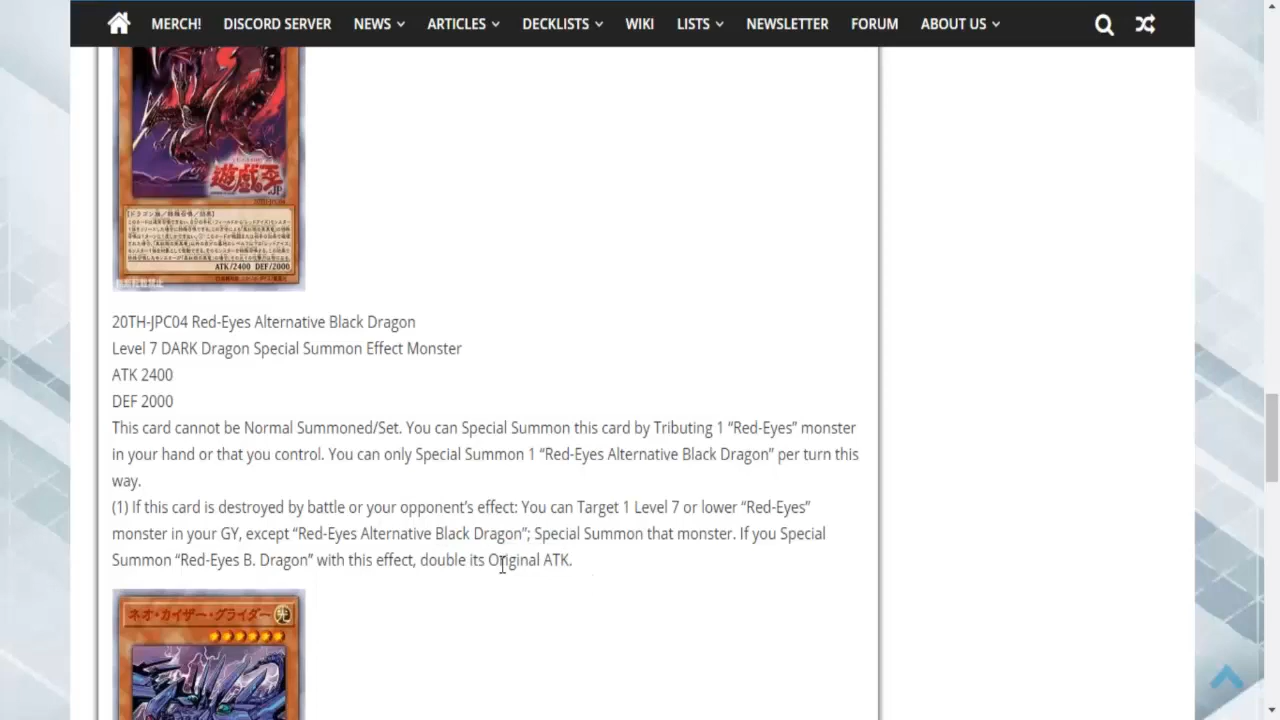 MERCH!
DISCORD SERVER
NEWS
ARTICLES
DECKLISTS
WIKI
LISTS
NEWSLETTER
FORUM
ABOUT US
遊戯王.JP
ATK/2400 DEF/2000
20TH-JPC04 Red-Eyes Alternative Black Dragon
Level 7 DARK Dragon Special Summon Effect Monster
ATK 2400
DEF 2000
This card cannot be Normal Summoned/Set. You can Special Summon this card by Tributing 1 “Red-Eyes” monster
in your hand or that you control. You can only Special Summon 1 “Red-Eyes Alternative Black Dragon” per turn this
way.
(1) If this card is destroyed by battle or your opponent’s effect: You can Target 1 Level 7 or lower “Red-Eyes”
monster in your GY, except “Red-Eyes Alternative Black Dragon”; Special Summon that monster. If you Special
Summon “Red-Eyes B. Dragon” with this effect, double its Original ATK.
ネオ・カイザー・グライダー
光